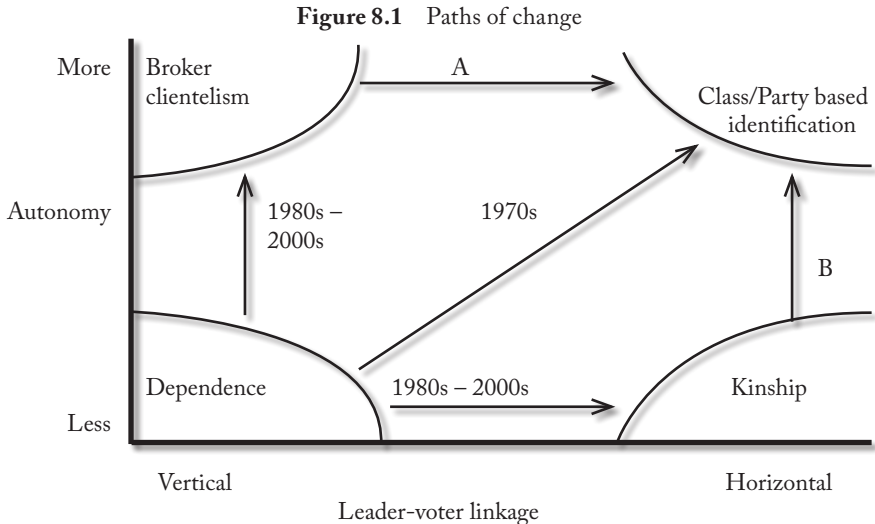 Figure 8.1 Paths of change
More
Broker
clientelism
A
Class/Party based
identification
Autonomy
1980s –
2000s
1970s
B
Dependence
1980s – 2000s
Kinship
Less
Vertical
Horizontal
Leader-voter linkage